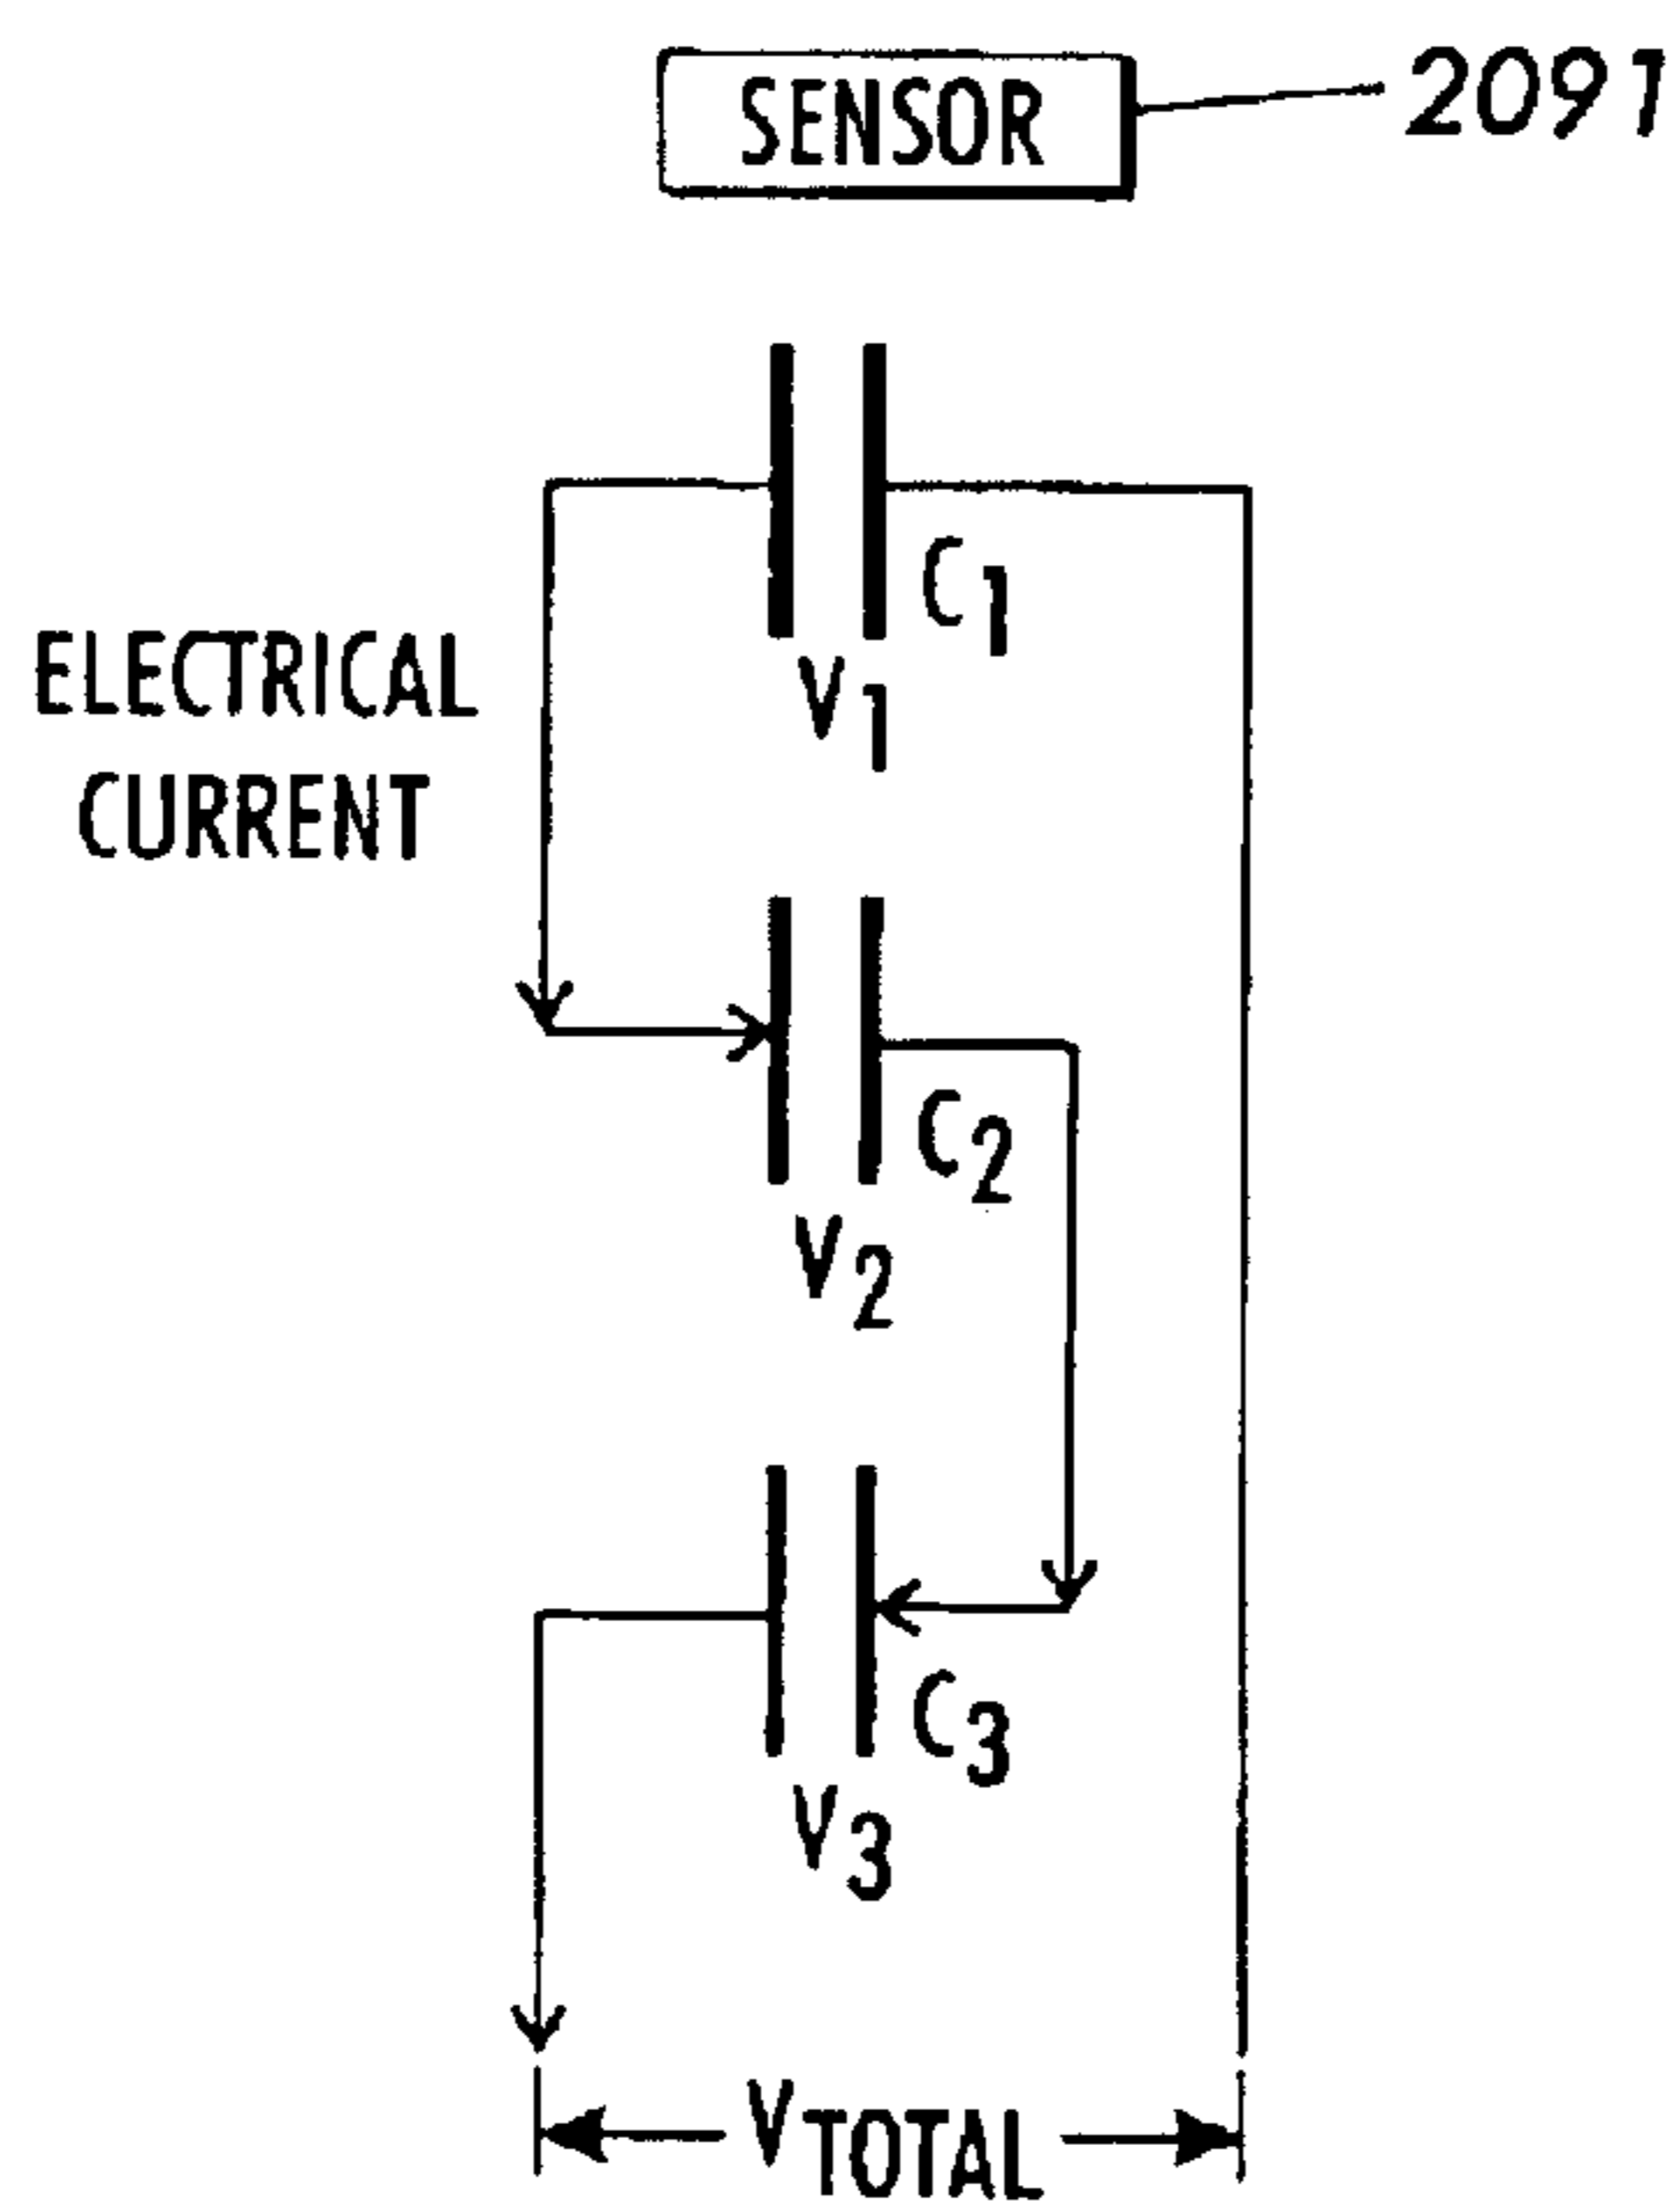 SENSOR 2091
C1
V1
ELECTRICAL
CURRENT
C2
V2
C3
V3
VTOTAL